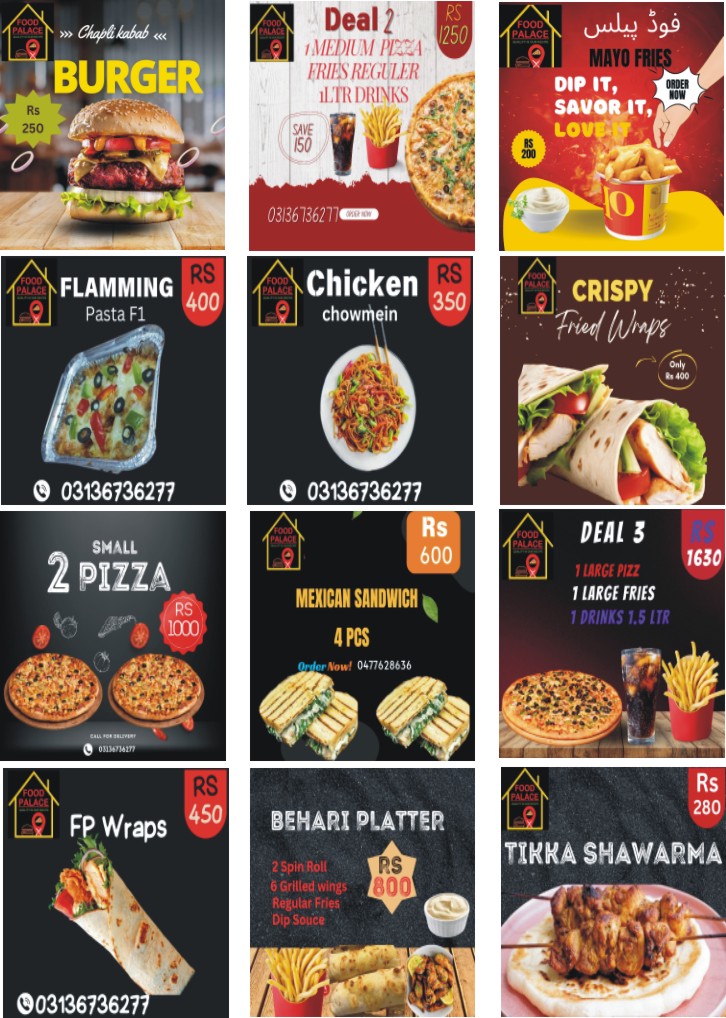 FOOD
PALACE
»» Chapli kabab ««
BURGER
Rs
250
FOOD
PALACE
Deal 2
1 MEDIUM PIZZA
FRIES REGULER
1LTR DRINKS
RS
1250
SAVE
150
03136736277 ORDER NOW!
FOOD
PALACE
فوڈ پیلس
MAYO FRIES
DIP IT,
SAVOR IT,
LOVE IT
ORDER
NOW
RS
200
FOOD
PALACE
FLAMMING
Pasta F1
RS
400
03136736277
FOOD
PALACE
Chicken
chowmein
RS
350
03136736277
FOOD
PALACE
CRISPY
Fried Wraps
Only
Rs 400
SMALL
2 PIZZA
RS
1000
CALL FOR DELIVERY
03136736277
FOOD
PALACE
Rs
600
MEXICAN SANDWICH
4 PCS
Order Now! 0477628636
FOOD
PALACE
DEAL 3
RS
1630
1 LARGE PIZZ
1 LARGE FRIES
1 DRINKS 1.5 LTR
FOOD
PALACE
FP Wraps
RS
450
03136736277
BEHARI PLATTER
2 Spin Roll
6 Grilled wings
Regular Fries
Dip Souce
RS
800
FOOD
PALACE
Rs
280
TIKKA SHAWARMA